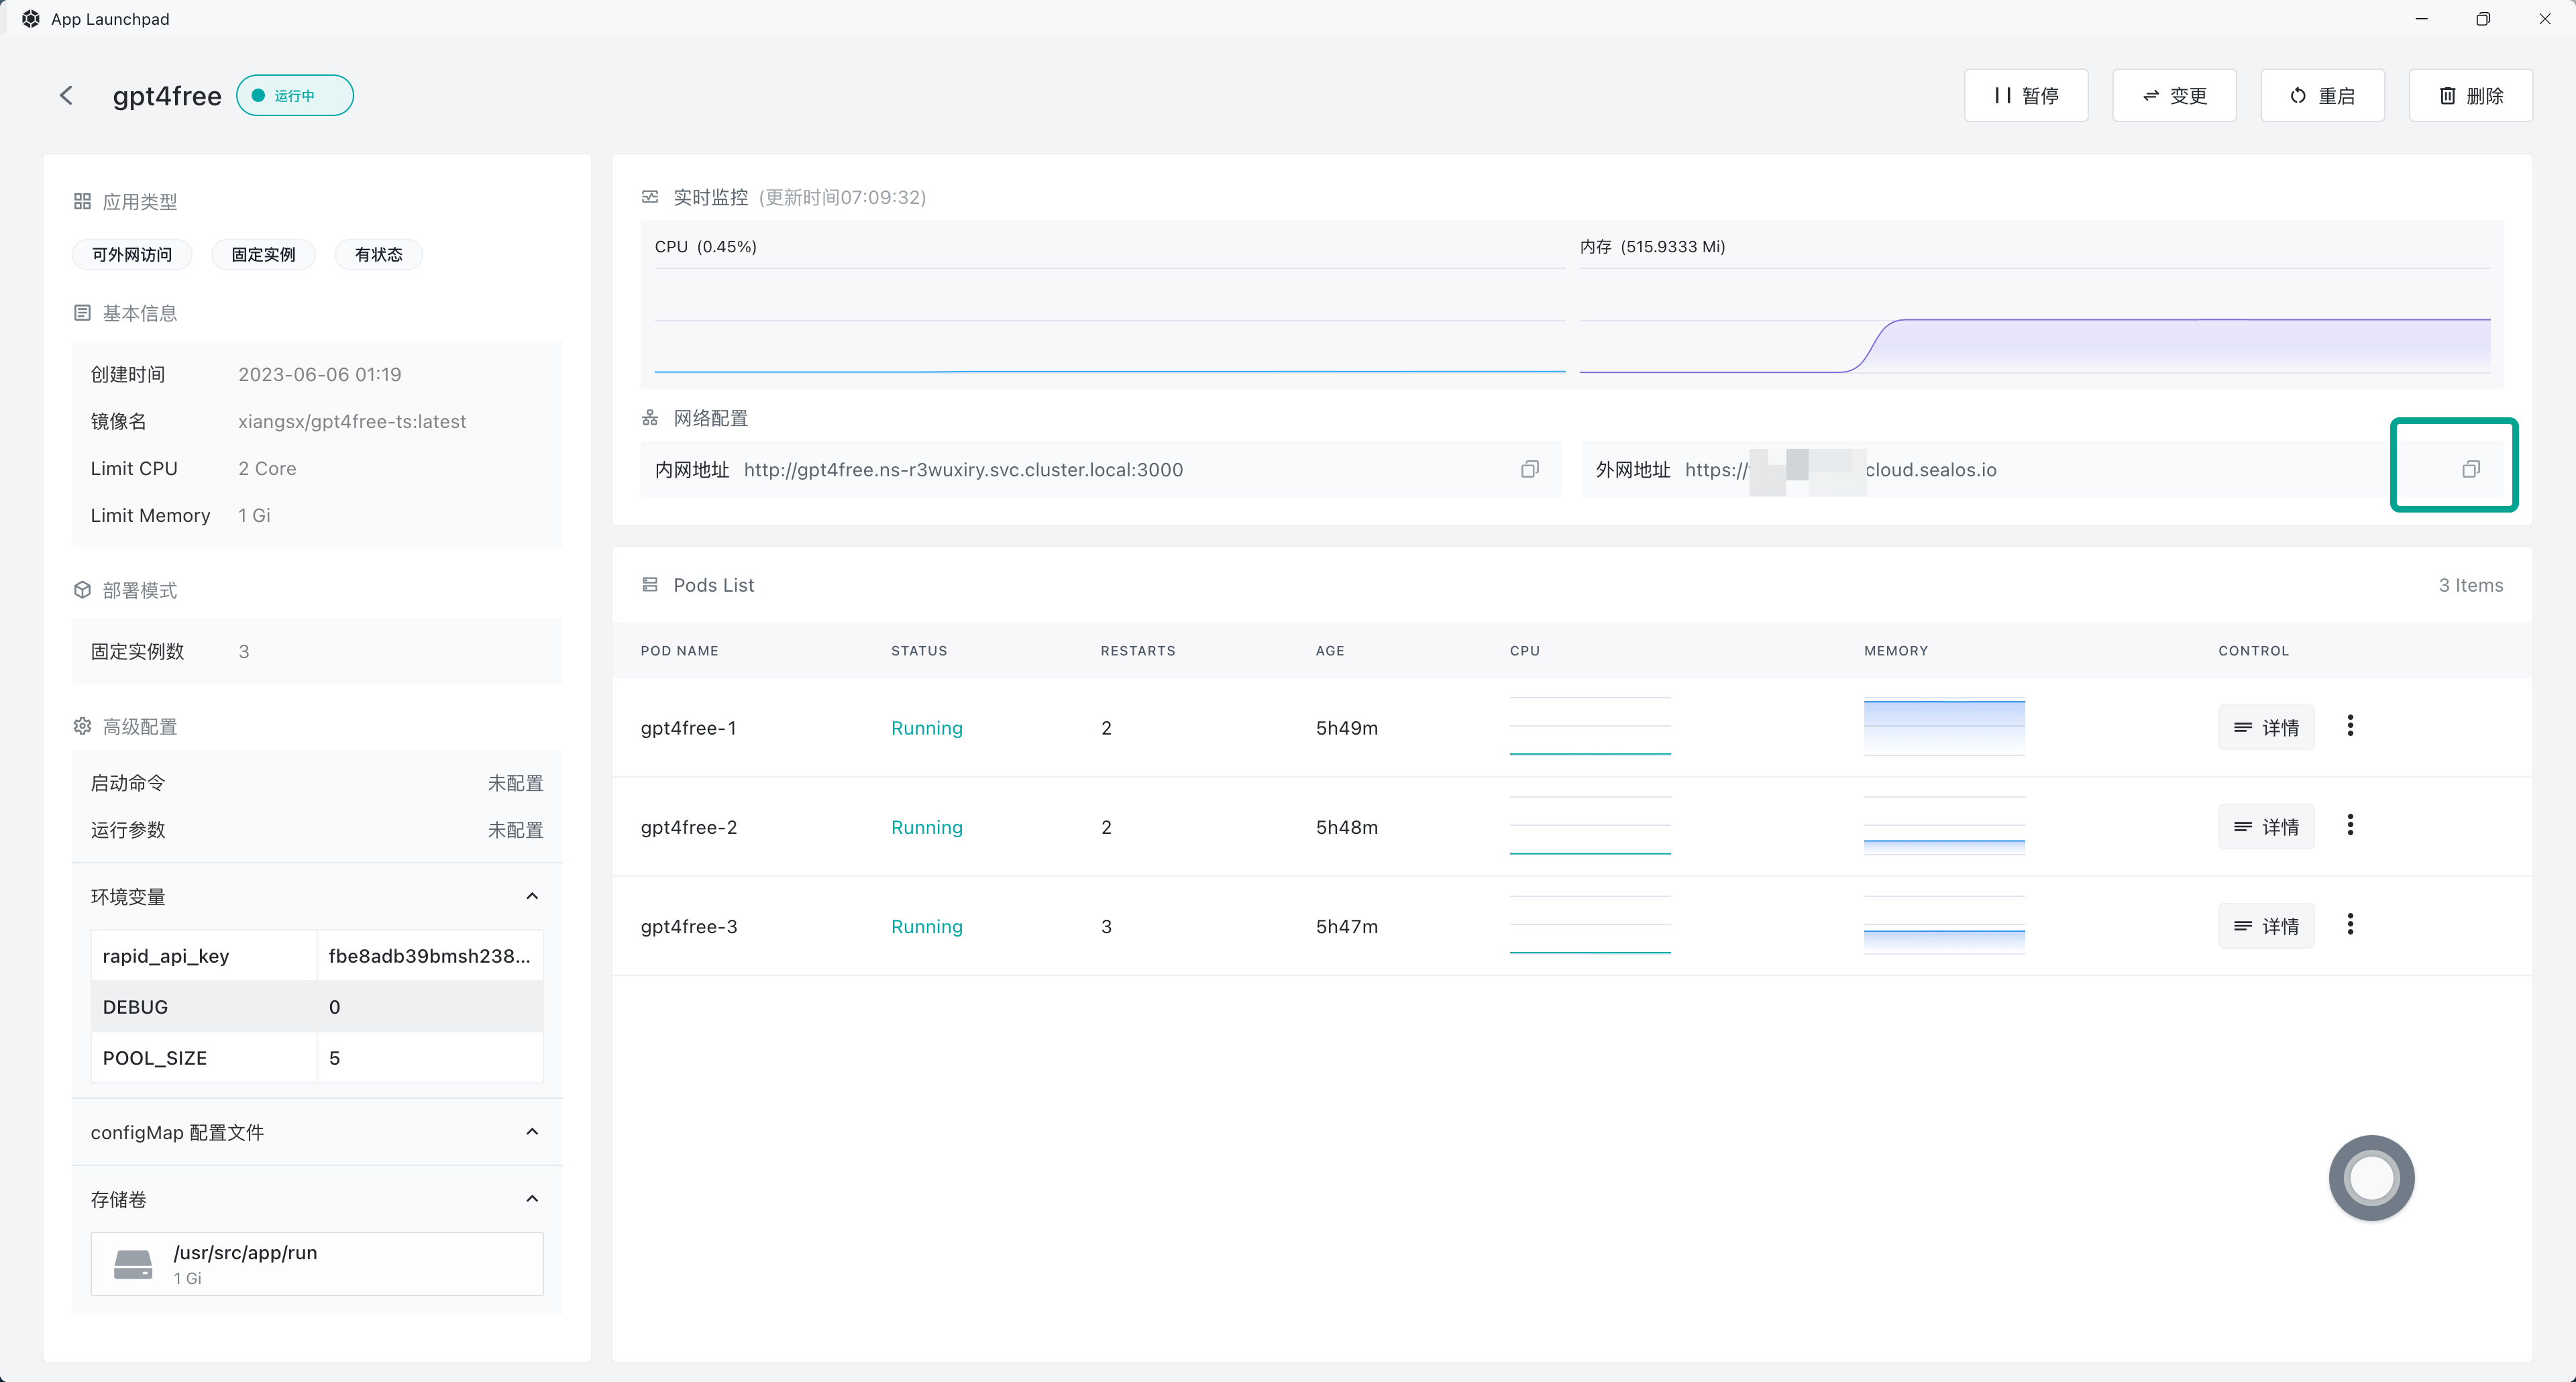 App Launchpad
gpt4free
运行中
暂停
变更
重启
删除
应用类型
可外网访问
固定实例
有状态
基本信息
创建时间 2023-06-06 01:19
镜像名 xiangsx/gpt4free-ts:latest
Limit CPU 2 Core
Limit Memory 1 Gi
部署模式
固定实例数 3
高级配置
启动命令 未配置
运行参数 未配置
环境变量
rapid_api_key fbe8adb39bmsh238...
DEBUG 0
POOL_SIZE 5
configMap 配置文件
存储卷
/usr/src/app/run
1 Gi
实时监控 (更新时间07:09:32)
CPU (0.45%)
内存 (515.9333 Mi)
网络配置
内网地址 http://gpt4free.ns-r3wuxiry.svc.cluster.local:3000
外网地址 https:// cloud.sealos.io
Pods List
3 Items
POD NAME STATUS RESTARTS AGE CPU MEMORY CONTROL
gpt4free-1 Running 2 5h49m 详情
gpt4free-2 Running 2 5h48m 详情
gpt4free-3 Running 3 5h47m 详情